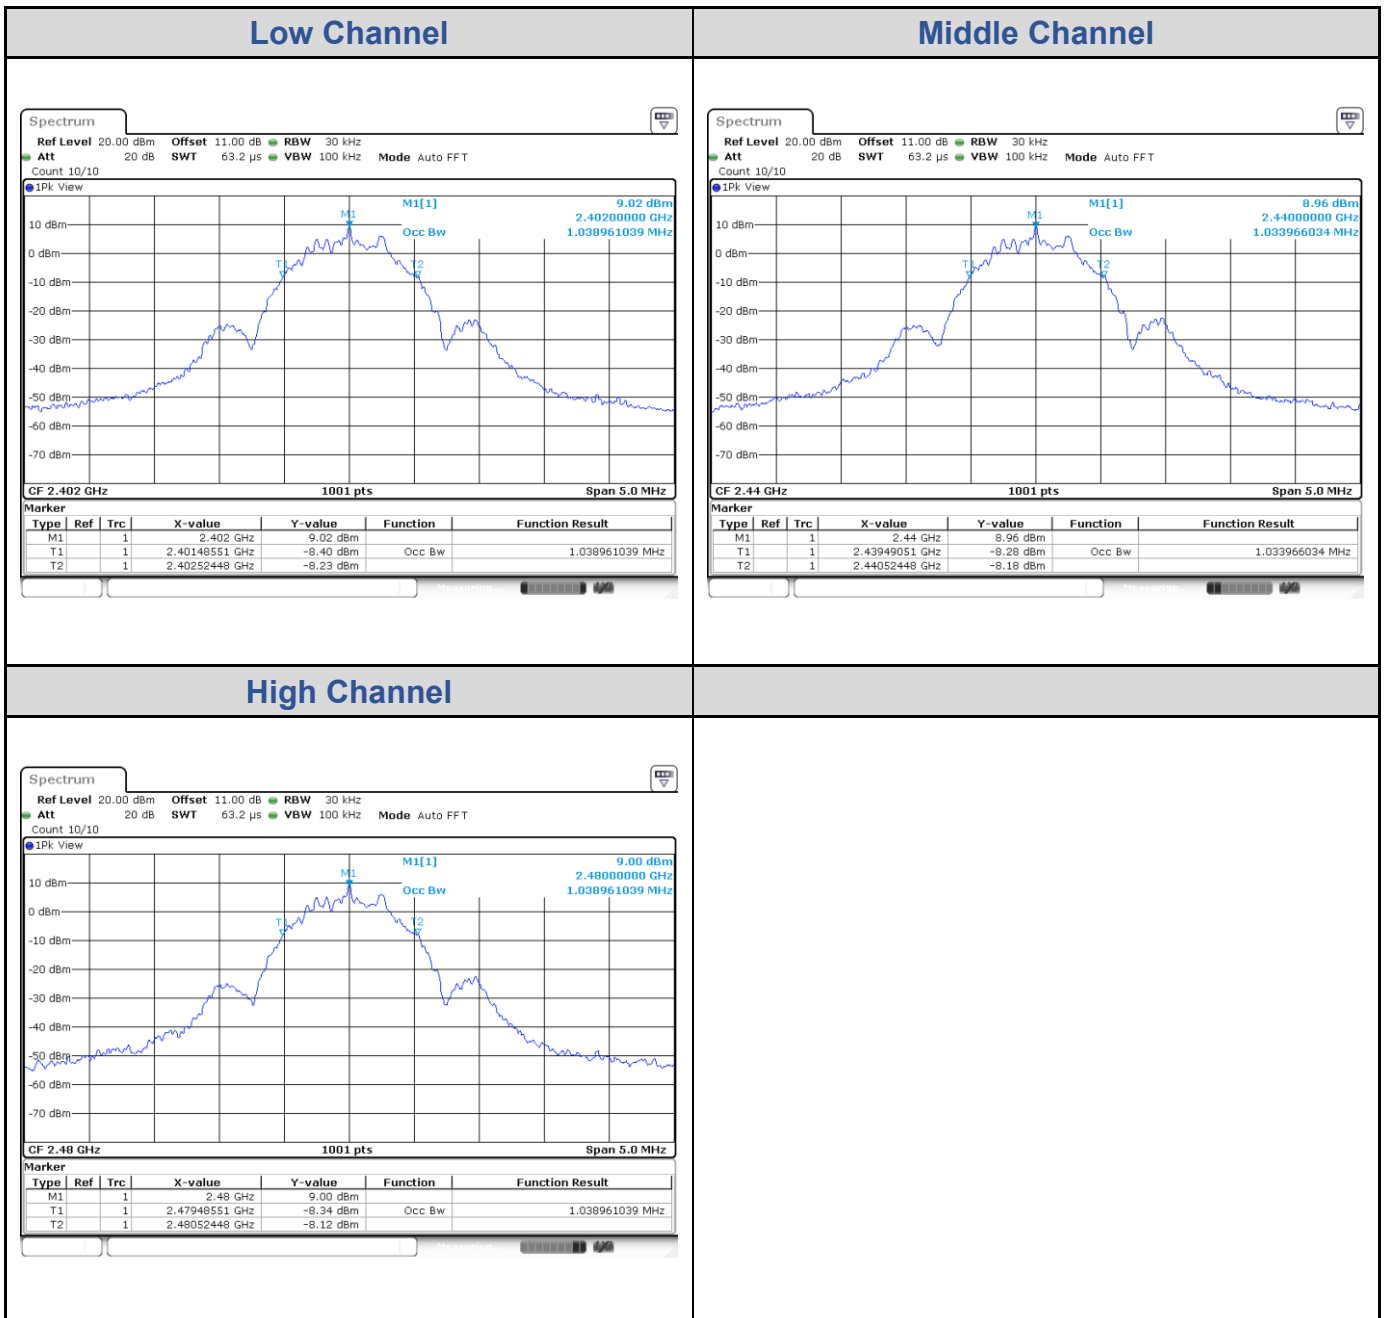 Low Channel
Middle Channel
Spectrum
Ref Level 20.00 dBm Offset 11.00 dB RBW 30 kHz
Att 20 dB SWT 63.2 µs VBW 100 kHz Mode Auto FFT
Count 10/10
1Pk View
M1[1] 9.02 dBm
2.40200000 GHz
Occ Bw 1.038961039 MHz
M1
T1
T2
10 dBm
0 dBm
-10 dBm
-20 dBm
-30 dBm
-40 dBm
-50 dBm
-60 dBm
-70 dBm
CF 2.402 GHz 1001 pts Span 5.0 MHz
Marker
Type Ref Trc X-value Y-value Function Function Result
M1 1 2.402 GHz 9.02 dBm
T1 1 2.40148551 GHz -8.40 dBm Occ Bw 1.038961039 MHz
T2 1 2.40252448 GHz -8.23 dBm
Spectrum
Ref Level 20.00 dBm Offset 11.00 dB RBW 30 kHz
Att 20 dB SWT 63.2 µs VBW 100 kHz Mode Auto FFT
Count 10/10
1Pk View
M1[1] 8.96 dBm
2.44000000 GHz
Occ Bw 1.033966034 MHz
M1
T1
T2
10 dBm
0 dBm
-10 dBm
-20 dBm
-30 dBm
-40 dBm
-50 dBm
-60 dBm
-70 dBm
CF 2.44 GHz 1001 pts Span 5.0 MHz
Marker
Type Ref Trc X-value Y-value Function Function Result
M1 1 2.44 GHz 8.96 dBm
T1 1 2.43949051 GHz -8.28 dBm Occ Bw 1.033966034 MHz
T2 1 2.44052448 GHz -8.18 dBm
High Channel
Spectrum
Ref Level 20.00 dBm Offset 11.00 dB RBW 30 kHz
Att 20 dB SWT 63.2 µs VBW 100 kHz Mode Auto FFT
Count 10/10
1Pk View
M1[1] 9.00 dBm
2.48000000 GHz
Occ Bw 1.038961039 MHz
M1
T1
T2
10 dBm
0 dBm
-10 dBm
-20 dBm
-30 dBm
-40 dBm
-50 dBm
-60 dBm
-70 dBm
CF 2.48 GHz 1001 pts Span 5.0 MHz
Marker
Type Ref Trc X-value Y-value Function Function Result
M1 1 2.48 GHz 9.00 dBm
T1 1 2.47948551 GHz -8.34 dBm Occ Bw 1.038961039 MHz
T2 1 2.48052448 GHz -8.12 dBm